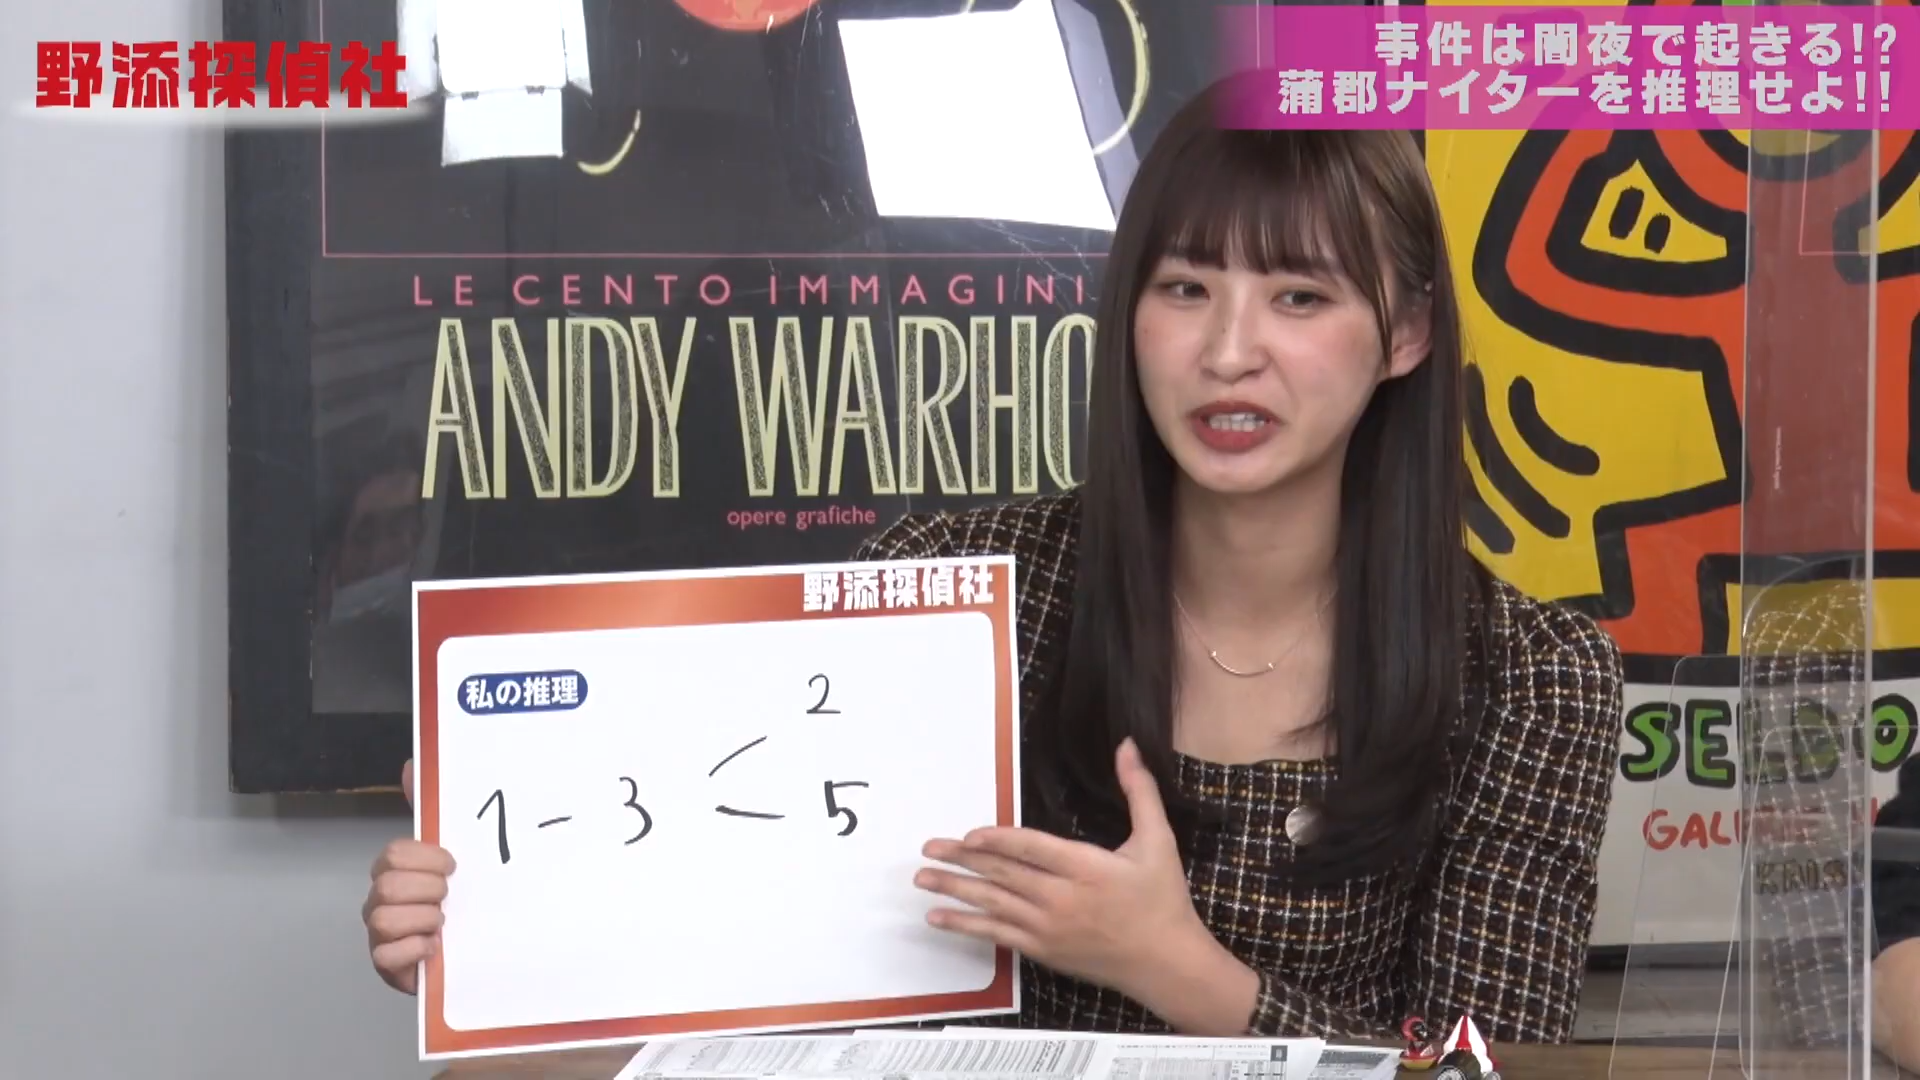 野添探偵社
事件は闇夜で起きる!?
蒲郡ナイターを推理せよ!!
LE CENTO IMMAGINI
ANDY WARHO
opere grafiche
野添探偵社
私の推理
2
1-3<
5